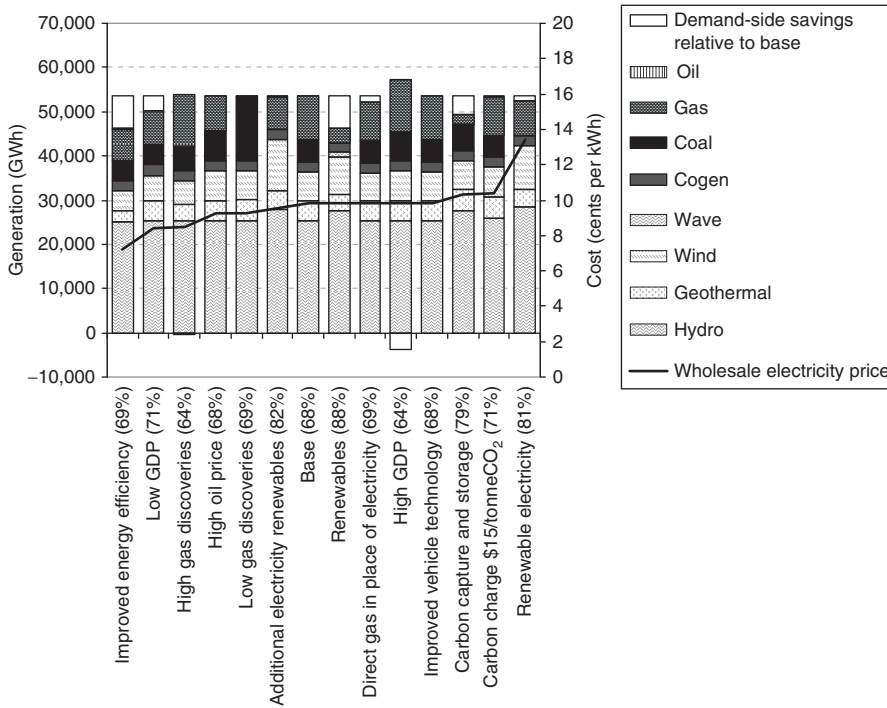 70,000
60,000
50,000
40,000
30,000
20,000
10,000
0
–10,000
Generation (GWh)
20
18
16
14
12
10
8
6
4
2
0
Cost (cents per kWh)
Improved energy efficiency (69%)
Low GDP (71%)
High gas discoveries (64%)
High oil price (68%)
Low gas discoveries (69%)
Additional electricity renewables (82%)
Base (68%)
Renewables (88%)
Direct gas in place of electricity (69%)
High GDP (64%)
Improved vehicle technology (68%)
Carbon capture and storage (79%)
Carbon charge $15/tonneCO₂ (71%)
Renewable electricity (81%)
Demand-side savings
relative to base
Oil
Gas
Coal
Cogen
Wave
Wind
Geothermal
Hydro
Wholesale electricity price